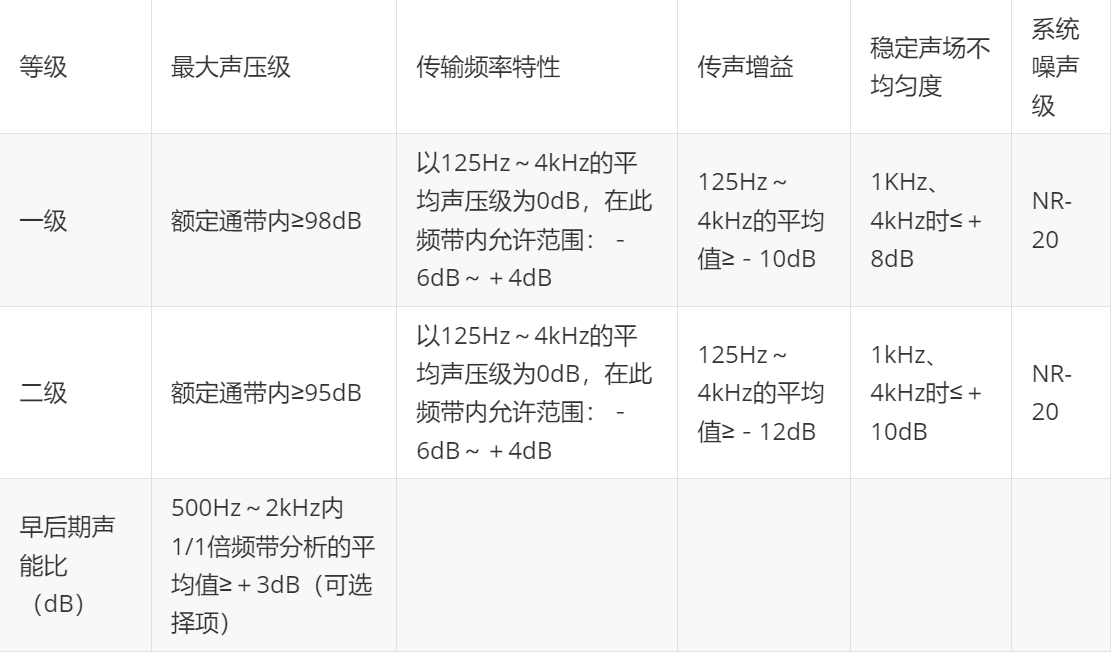 等级
最大声压级
传输频率特性
传声增益
稳定声场不
均匀度
系统
噪声
级
一级
额定通带内≥98dB
以125Hz～4kHz的平
均声压级为0dB，在此
频带内允许范围： -
6dB～＋4dB
125Hz～
4kHz的平均
值≥－10dB
1KHz、
4kHz时≤＋
8dB
NR-
20
二级
额定通带内≥95dB
以125Hz～4kHz的平
均声压级为0dB，在此
频带内允许范围： -
6dB～＋4dB
125Hz～
4kHz的平均
值≥－12dB
1kHz、
4kHz时≤＋
10dB
NR-
20
早后期声
能比
（dB）
500Hz～2kHz内
1/1倍频带分析的平
均值≥＋3dB（可选
择项）